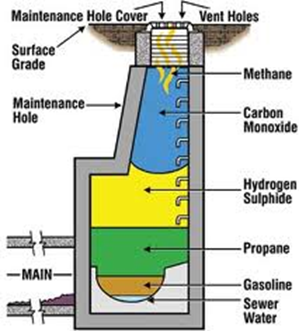 Maintenance Hole Cover
Vent Holes
Surface
Grade
Methane
Maintenance
Hole
Carbon
Monoxide
Hydrogen
Sulphide
Propane
MAIN
Gasoline
Sewer
Water